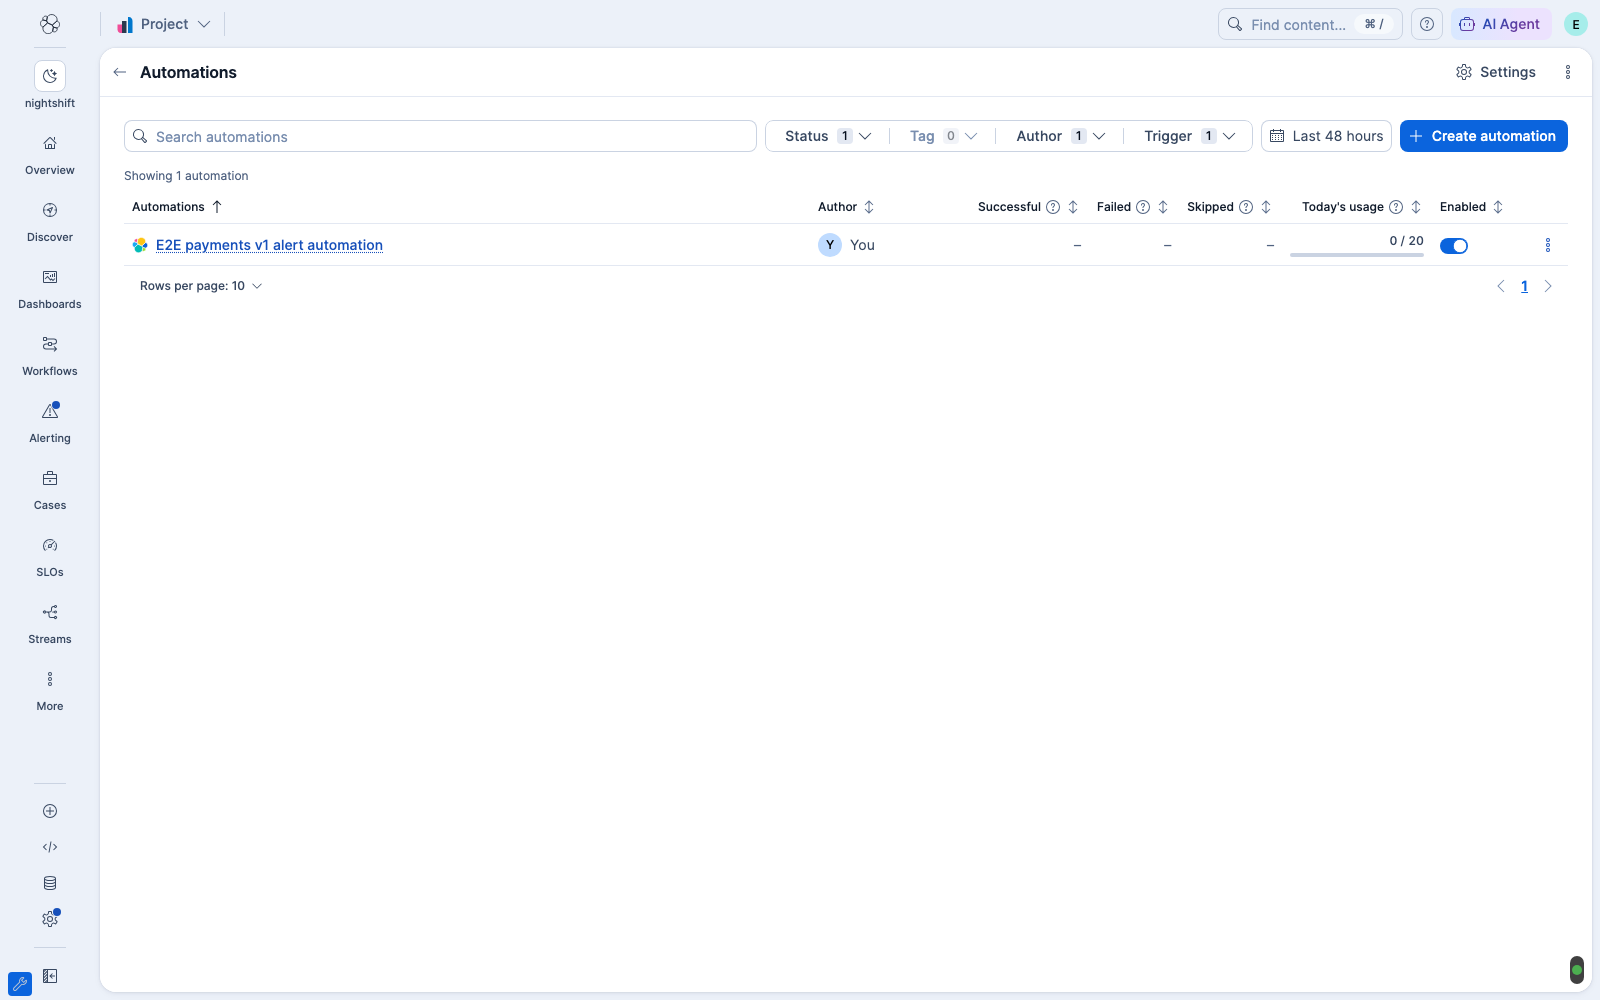 Project
Find content...
⌘ /
AI Agent
E
nightshift
Overview
Discover
Dashboards
Workflows
Alerting
Cases
SLOs
Streams
More
Automations
Settings
Search automations
Status 1
Tag 0
Author 1
Trigger 1
Last 48 hours
Create automation
Showing 1 automation
Automations Author Successful Failed Skipped Today's usage Enabled
E2E payments v1 alert automation Y You – – – 0 / 20
Rows per page: 10
1